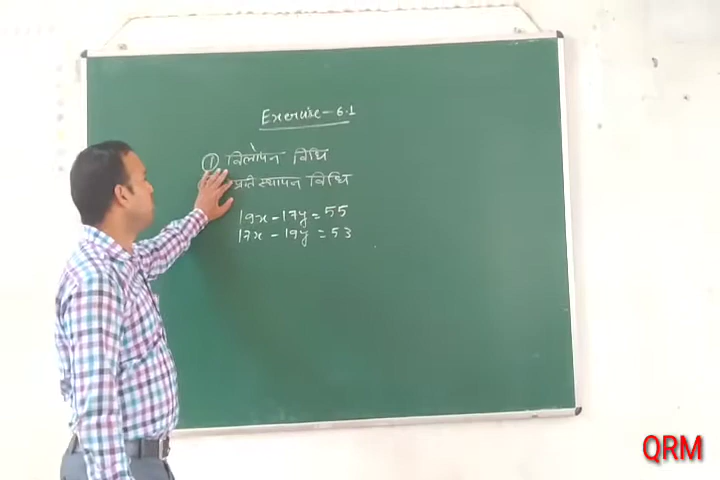 Exercise - 6.1
① विलोपन विधि
प्रतिस्थापन विधि
19x - 17y = 55
17x - 19y = 53
QRM